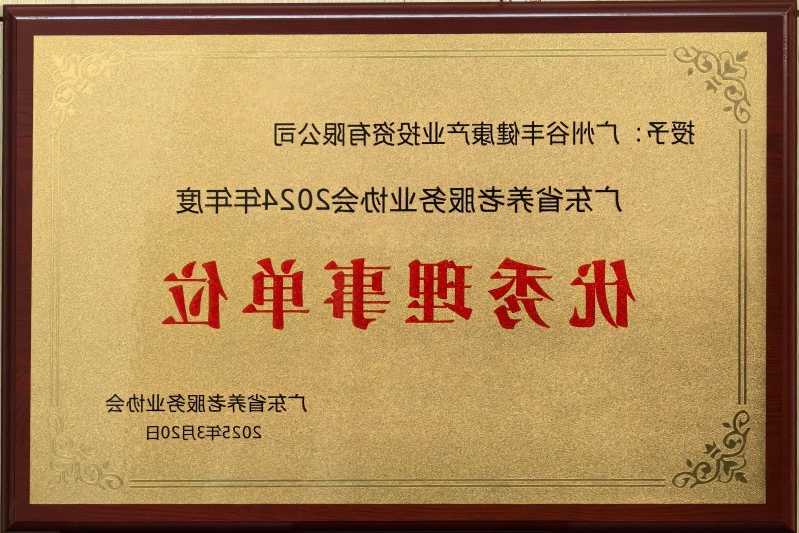 授予：广州谷丰健康产业投资有限公司
广东省养老服务业协会2024年年度
优秀理事单位
广东省养老服务业协会
2025年3月20日